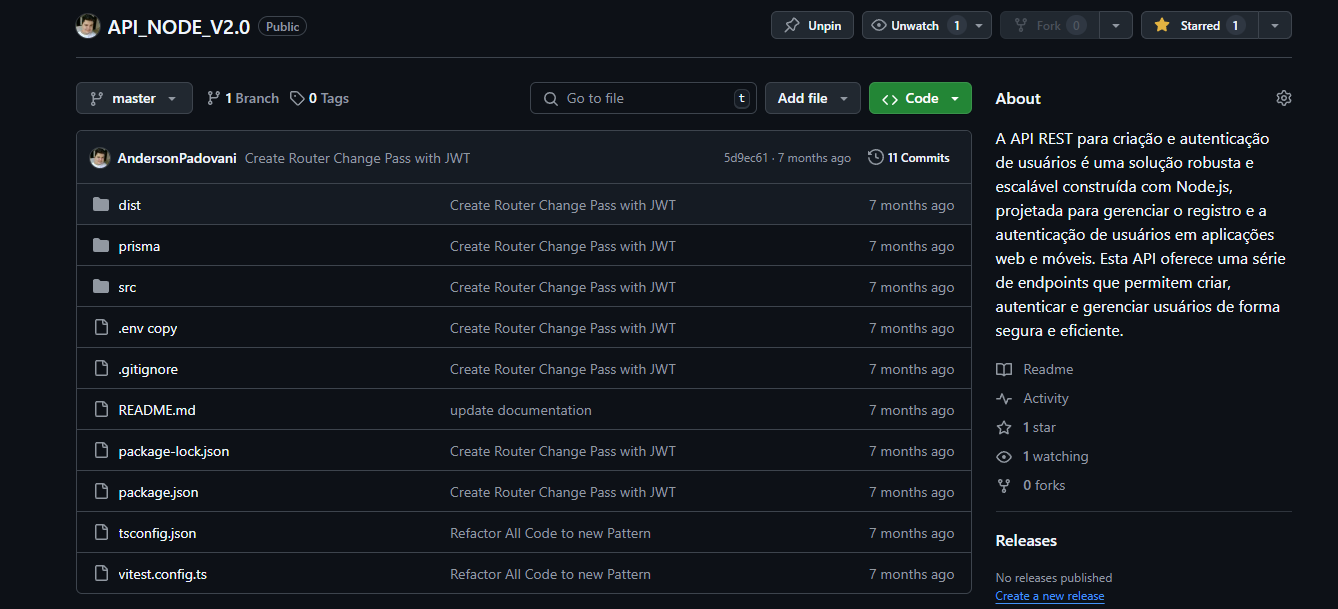 API_NODE_V2.0 Public Unpin Unwatch 1 Fork 0 Starred 1
master 1 Branch 0 Tags Go to file t Add file Code
AndersonPadovani Create Router Change Pass with JWT 5d9ec61 · 7 months ago 11 Commits
dist Create Router Change Pass with JWT 7 months ago
prisma Create Router Change Pass with JWT 7 months ago
src Create Router Change Pass with JWT 7 months ago
.env copy Create Router Change Pass with JWT 7 months ago
.gitignore Create Router Change Pass with JWT 7 months ago
README.md update documentation 7 months ago
package-lock.json Create Router Change Pass with JWT 7 months ago
package.json Create Router Change Pass with JWT 7 months ago
tsconfig.json Refactor All Code to new Pattern 7 months ago
vitest.config.ts Refactor All Code to new Pattern 7 months ago
About
A API REST para criação e autenticação
de usuários é uma solução robusta e
escalável construída com Node.js,
projetada para gerenciar o registro e a
autenticação de usuários em aplicações
web e móveis. Esta API oferece uma série
de endpoints que permitem criar,
autenticar e gerenciar usuários de forma
segura e eficiente.
Readme
Activity
1 star
1 watching
0 forks
Releases
No releases published
Create a new release